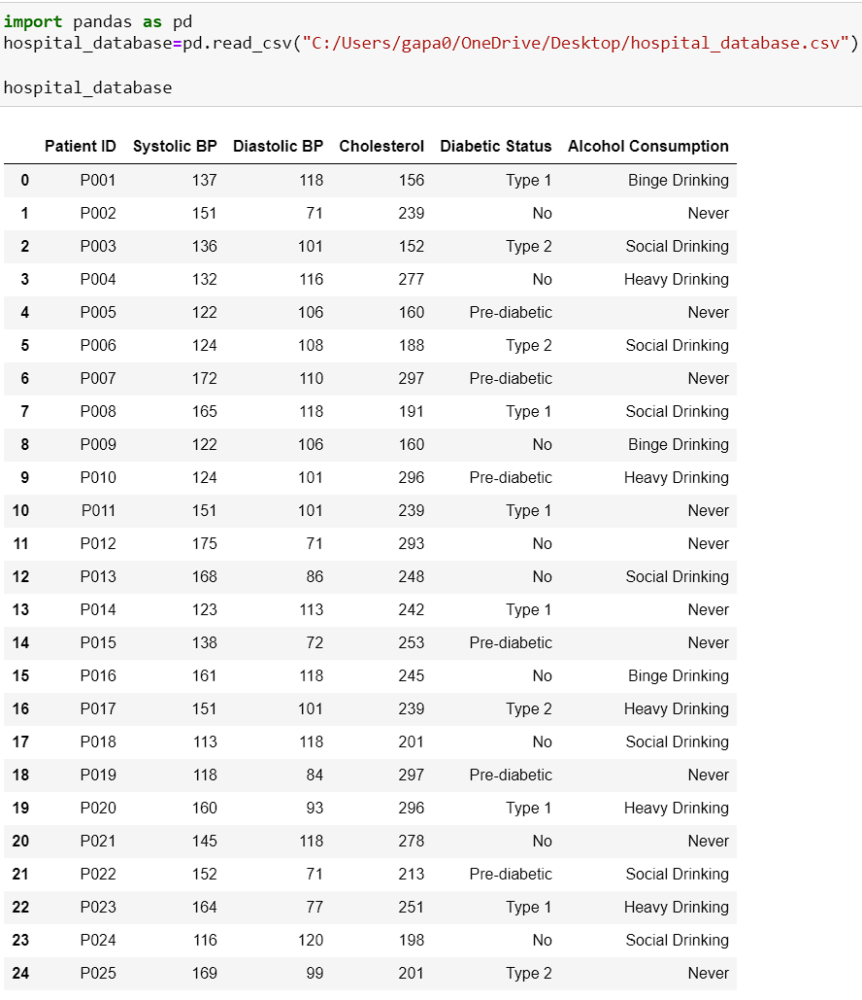 import pandas as pd
hospital_database=pd.read_csv("C:/Users/gapa0/OneDrive/Desktop/hospital_database.csv")
hospital_database
Patient ID Systolic BP Diastolic BP Cholesterol Diabetic Status Alcohol Consumption
0 P001 137 118 156 Type 1 Binge Drinking
1 P002 151 71 239 No Never
2 P003 136 101 152 Type 2 Social Drinking
3 P004 132 116 277 No Heavy Drinking
4 P005 122 106 160 Pre-diabetic Never
5 P006 124 108 188 Type 2 Social Drinking
6 P007 172 110 297 Pre-diabetic Never
7 P008 165 118 191 Type 1 Social Drinking
8 P009 122 106 160 No Binge Drinking
9 P010 124 101 296 Pre-diabetic Heavy Drinking
10 P011 151 101 239 Type 1 Never
11 P012 175 71 293 No Never
12 P013 168 86 248 No Social Drinking
13 P014 123 113 242 Type 1 Never
14 P015 138 72 253 Pre-diabetic Never
15 P016 161 118 245 No Binge Drinking
16 P017 151 101 239 Type 2 Heavy Drinking
17 P018 113 118 201 No Social Drinking
18 P019 118 84 297 Pre-diabetic Never
19 P020 160 93 296 Type 1 Heavy Drinking
20 P021 145 118 278 No Never
21 P022 152 71 213 Pre-diabetic Social Drinking
22 P023 164 77 251 Type 1 Heavy Drinking
23 P024 116 120 198 No Social Drinking
24 P025 169 99 201 Type 2 Never